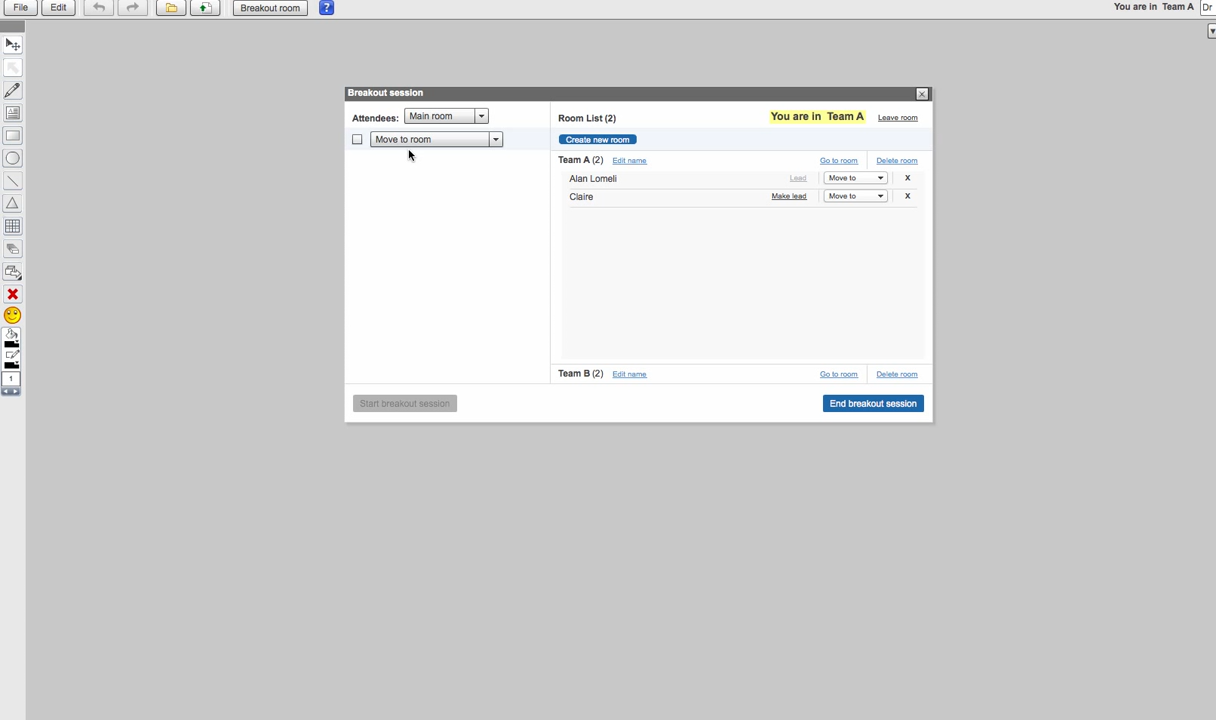 File Edit Breakout room ? You are in Team A Dr
Breakout session X
Attendees: Main room Room List (2) You are in Team A Leave room
Move to room Create new room
Team A (2) Edit name Go to room Delete room
Alan Lomeli Lead Move to X
Claire Make lead Move to X
Team B (2) Edit name Go to room Delete room
1
Start breakout session End breakout session